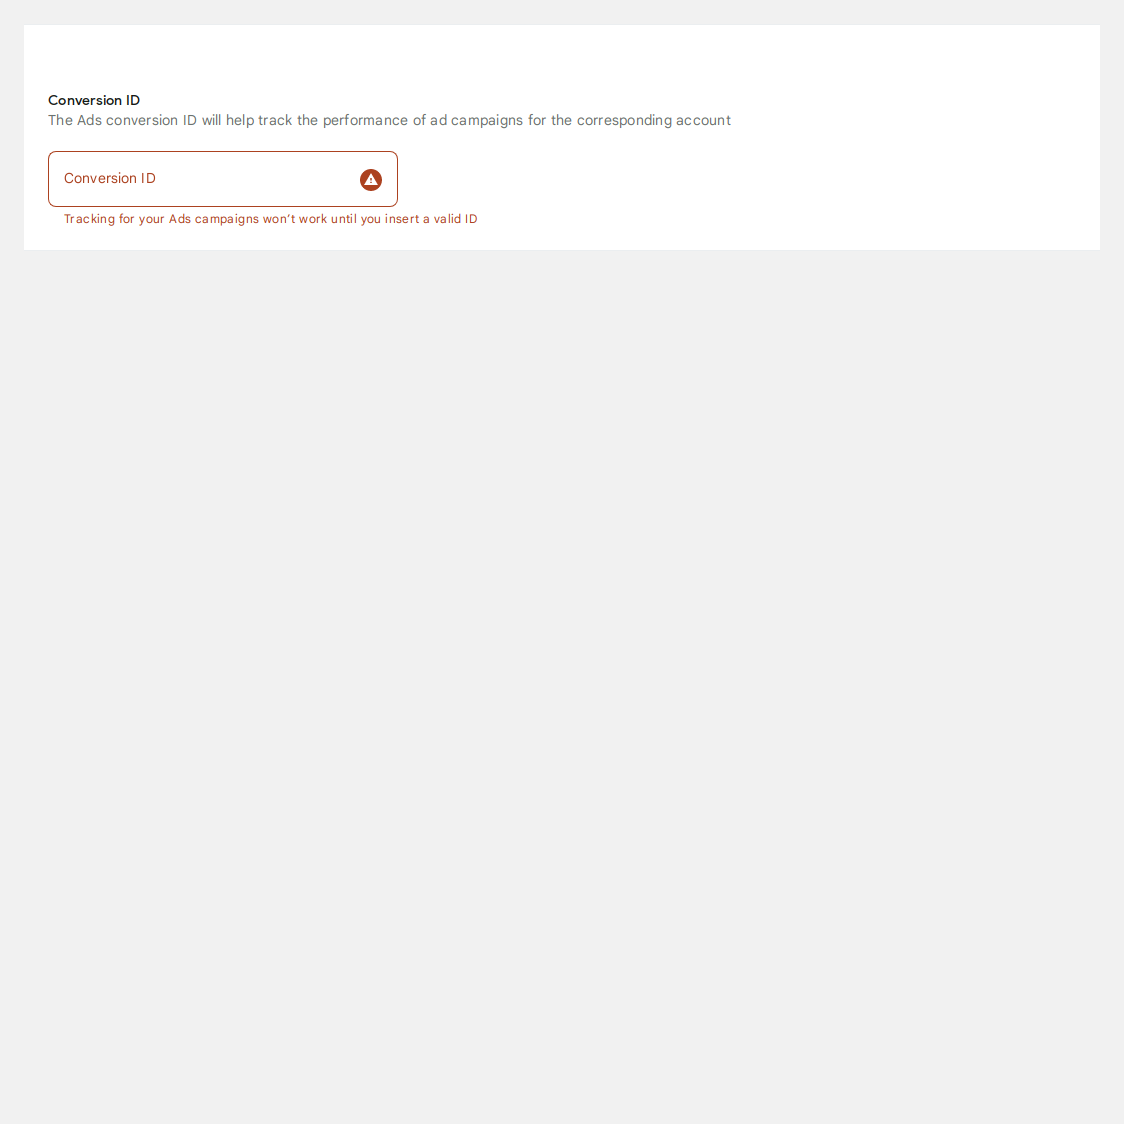 Conversion ID
The Ads conversion ID will help track the performance of ad campaigns for the corresponding account
Conversion ID
Tracking for your Ads campaigns won’t work until you insert a valid ID